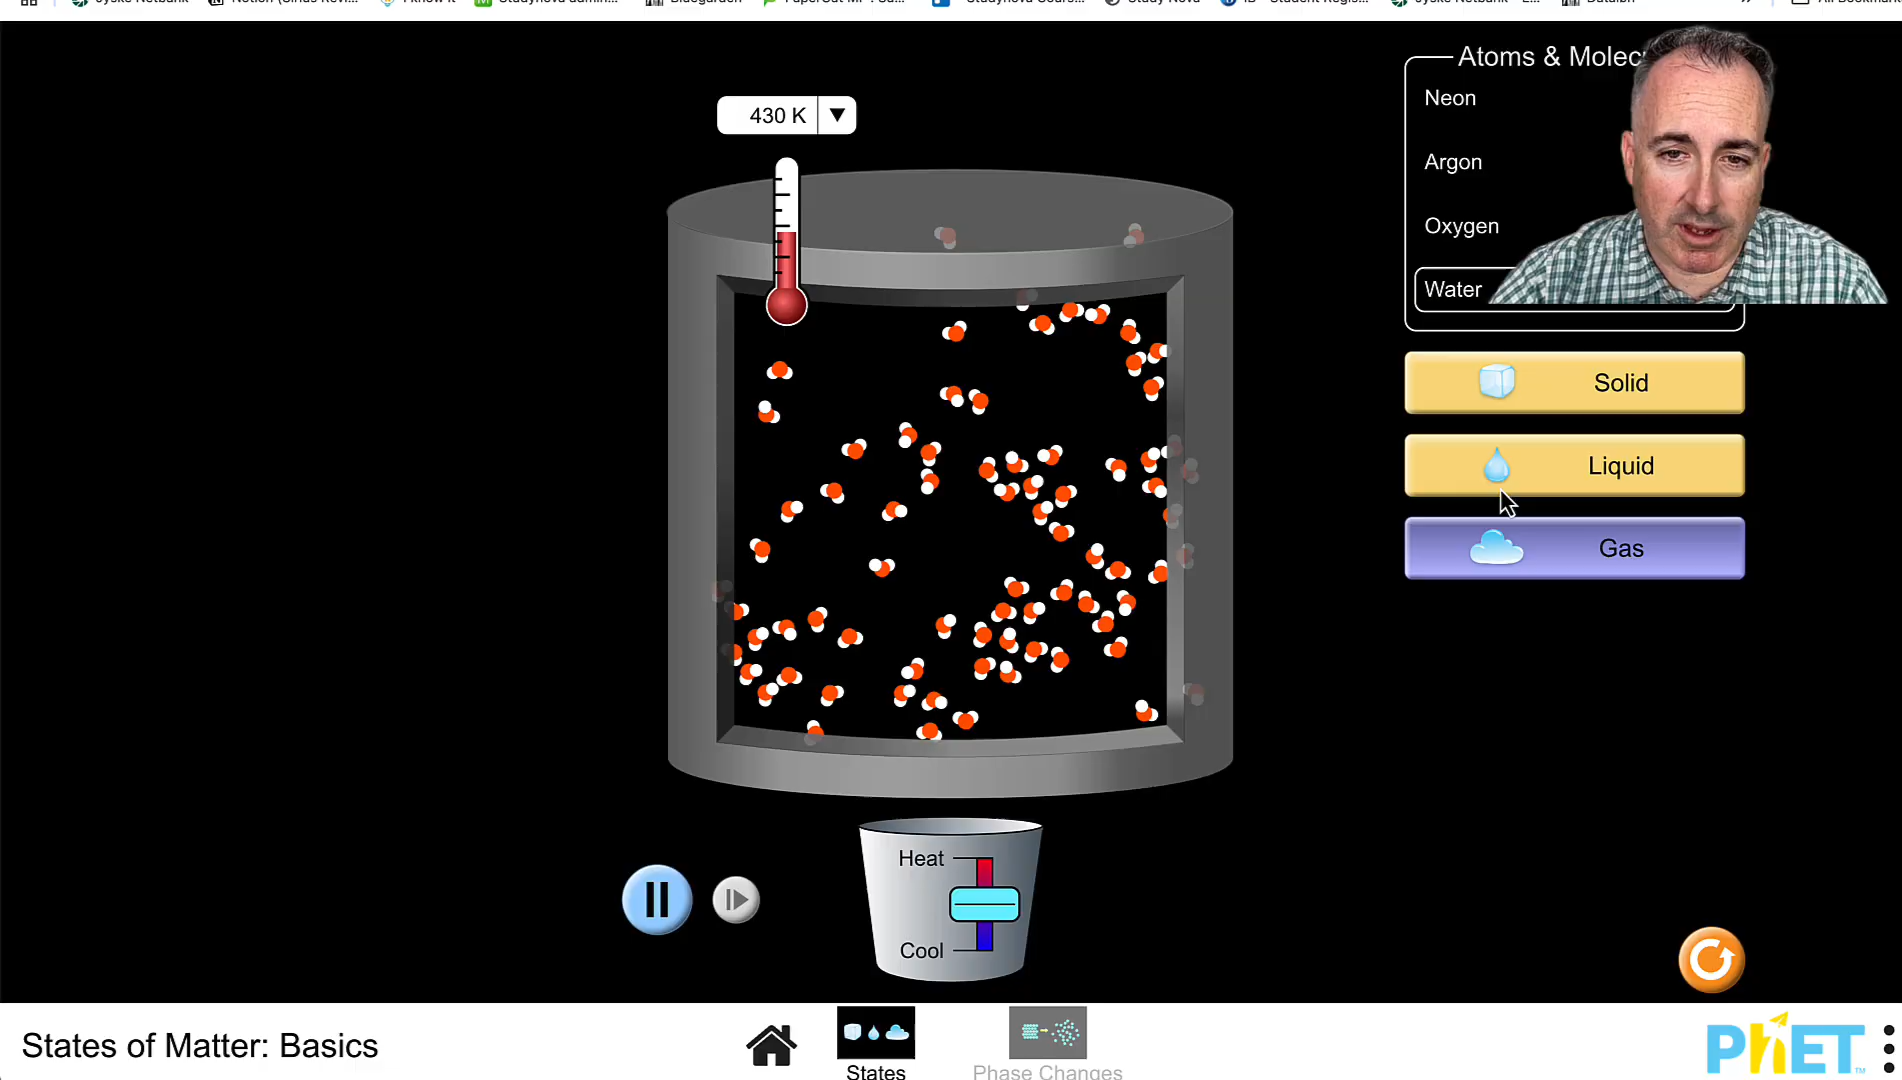 Atoms & Molec
Neon
430 K
Argon
Oxygen
Water
Solid
Liquid
Gas
Heat
Cool
States of Matter: Basics
States
Phase Changes
PhET